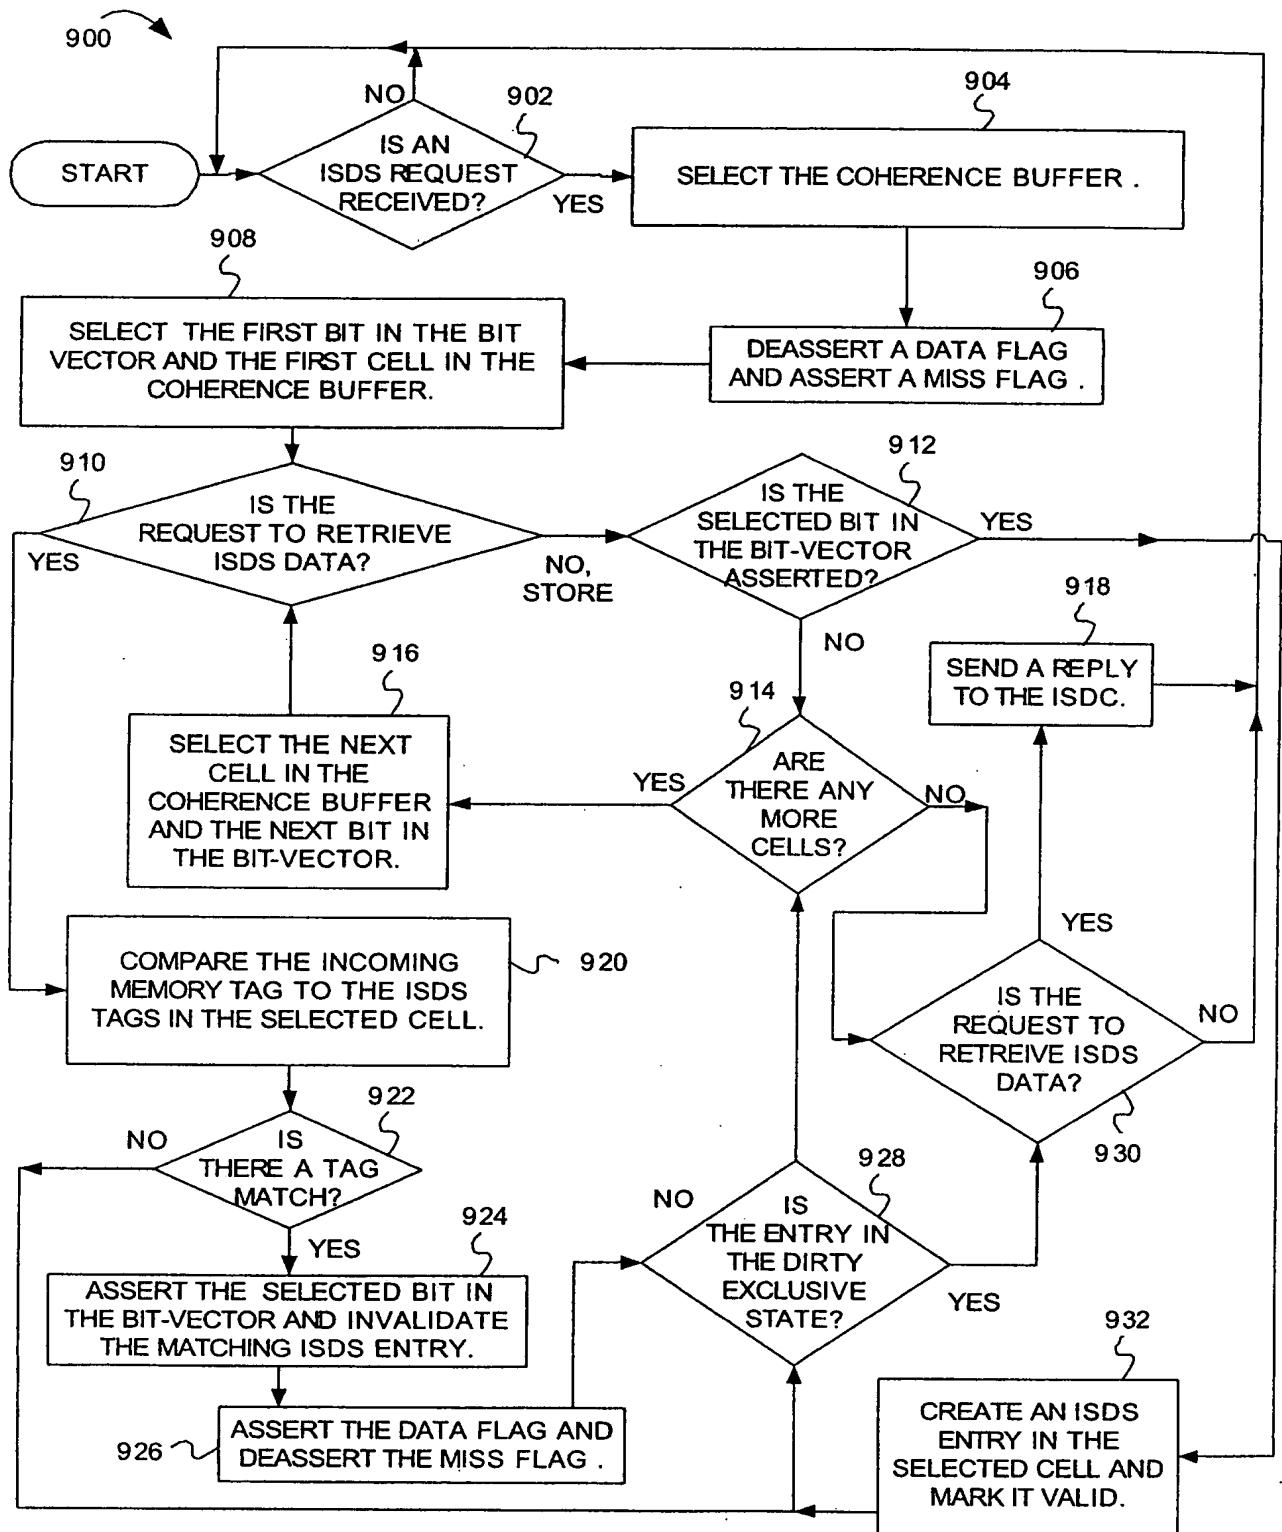 900
NO
902
IS AN
ISDS REQUEST
RECEIVED?
START
YES
904
SELECT THE COHERENCE BUFFER .
906
DEASSERT A DATA FLAG
AND ASSERT A MISS FLAG .
908
SELECT THE FIRST BIT IN THE BIT
VECTOR AND THE FIRST CELL IN THE
COHERENCE BUFFER.
910
IS THE
REQUEST TO RETRIEVE
ISDS DATA?
YES
NO,
STORE
912
IS THE
SELECTED BIT IN
THE BIT-VECTOR
ASSERTED?
YES
NO
914
ARE
THERE ANY
MORE
CELLS?
YES
NO
916
SELECT THE NEXT
CELL IN THE
COHERENCE BUFFER
AND THE NEXT BIT IN
THE BIT-VECTOR.
918
SEND A REPLY
TO THE ISDC.
920
COMPARE THE INCOMING
MEMORY TAG TO THE ISDS
TAGS IN THE SELECTED CELL.
YES
IS THE
REQUEST TO
RETREIVE ISDS
DATA?
NO
930
922
NO
IS
THERE A TAG
MATCH?
YES
924
ASSERT THE SELECTED BIT IN
THE BIT-VECTOR AND INVALIDATE
THE MATCHING ISDS ENTRY.
926
ASSERT THE DATA FLAG AND
DEASSERT THE MISS FLAG .
928
NO
IS
THE ENTRY IN
THE DIRTY
EXCLUSIVE
STATE?
YES
932
CREATE AN ISDS
ENTRY IN THE
SELECTED CELL AND
MARK IT VALID.